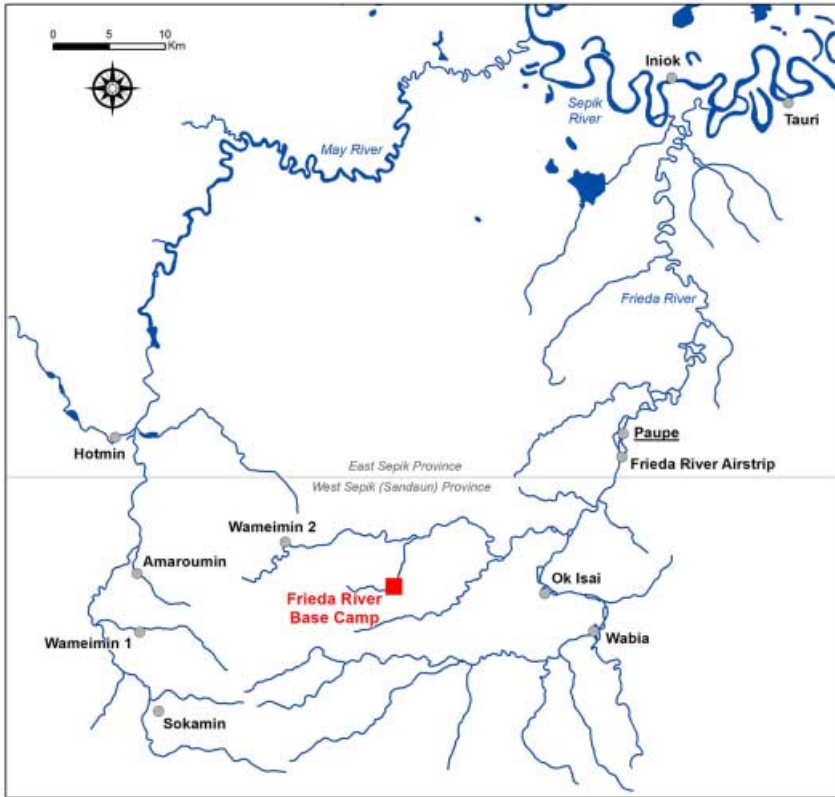 0 5 10
Km
Iniok
Sepik
River
Tauri
May River
Frieda River
Paupe
Hotmin
Frieda River Airstrip
East Sepik Province
West Sepik (Sandaun) Province
Wameimin 2
Amaroumin
Ok Isai
Frieda River
Base Camp
Wameimin 1
Wabia
Sokamin